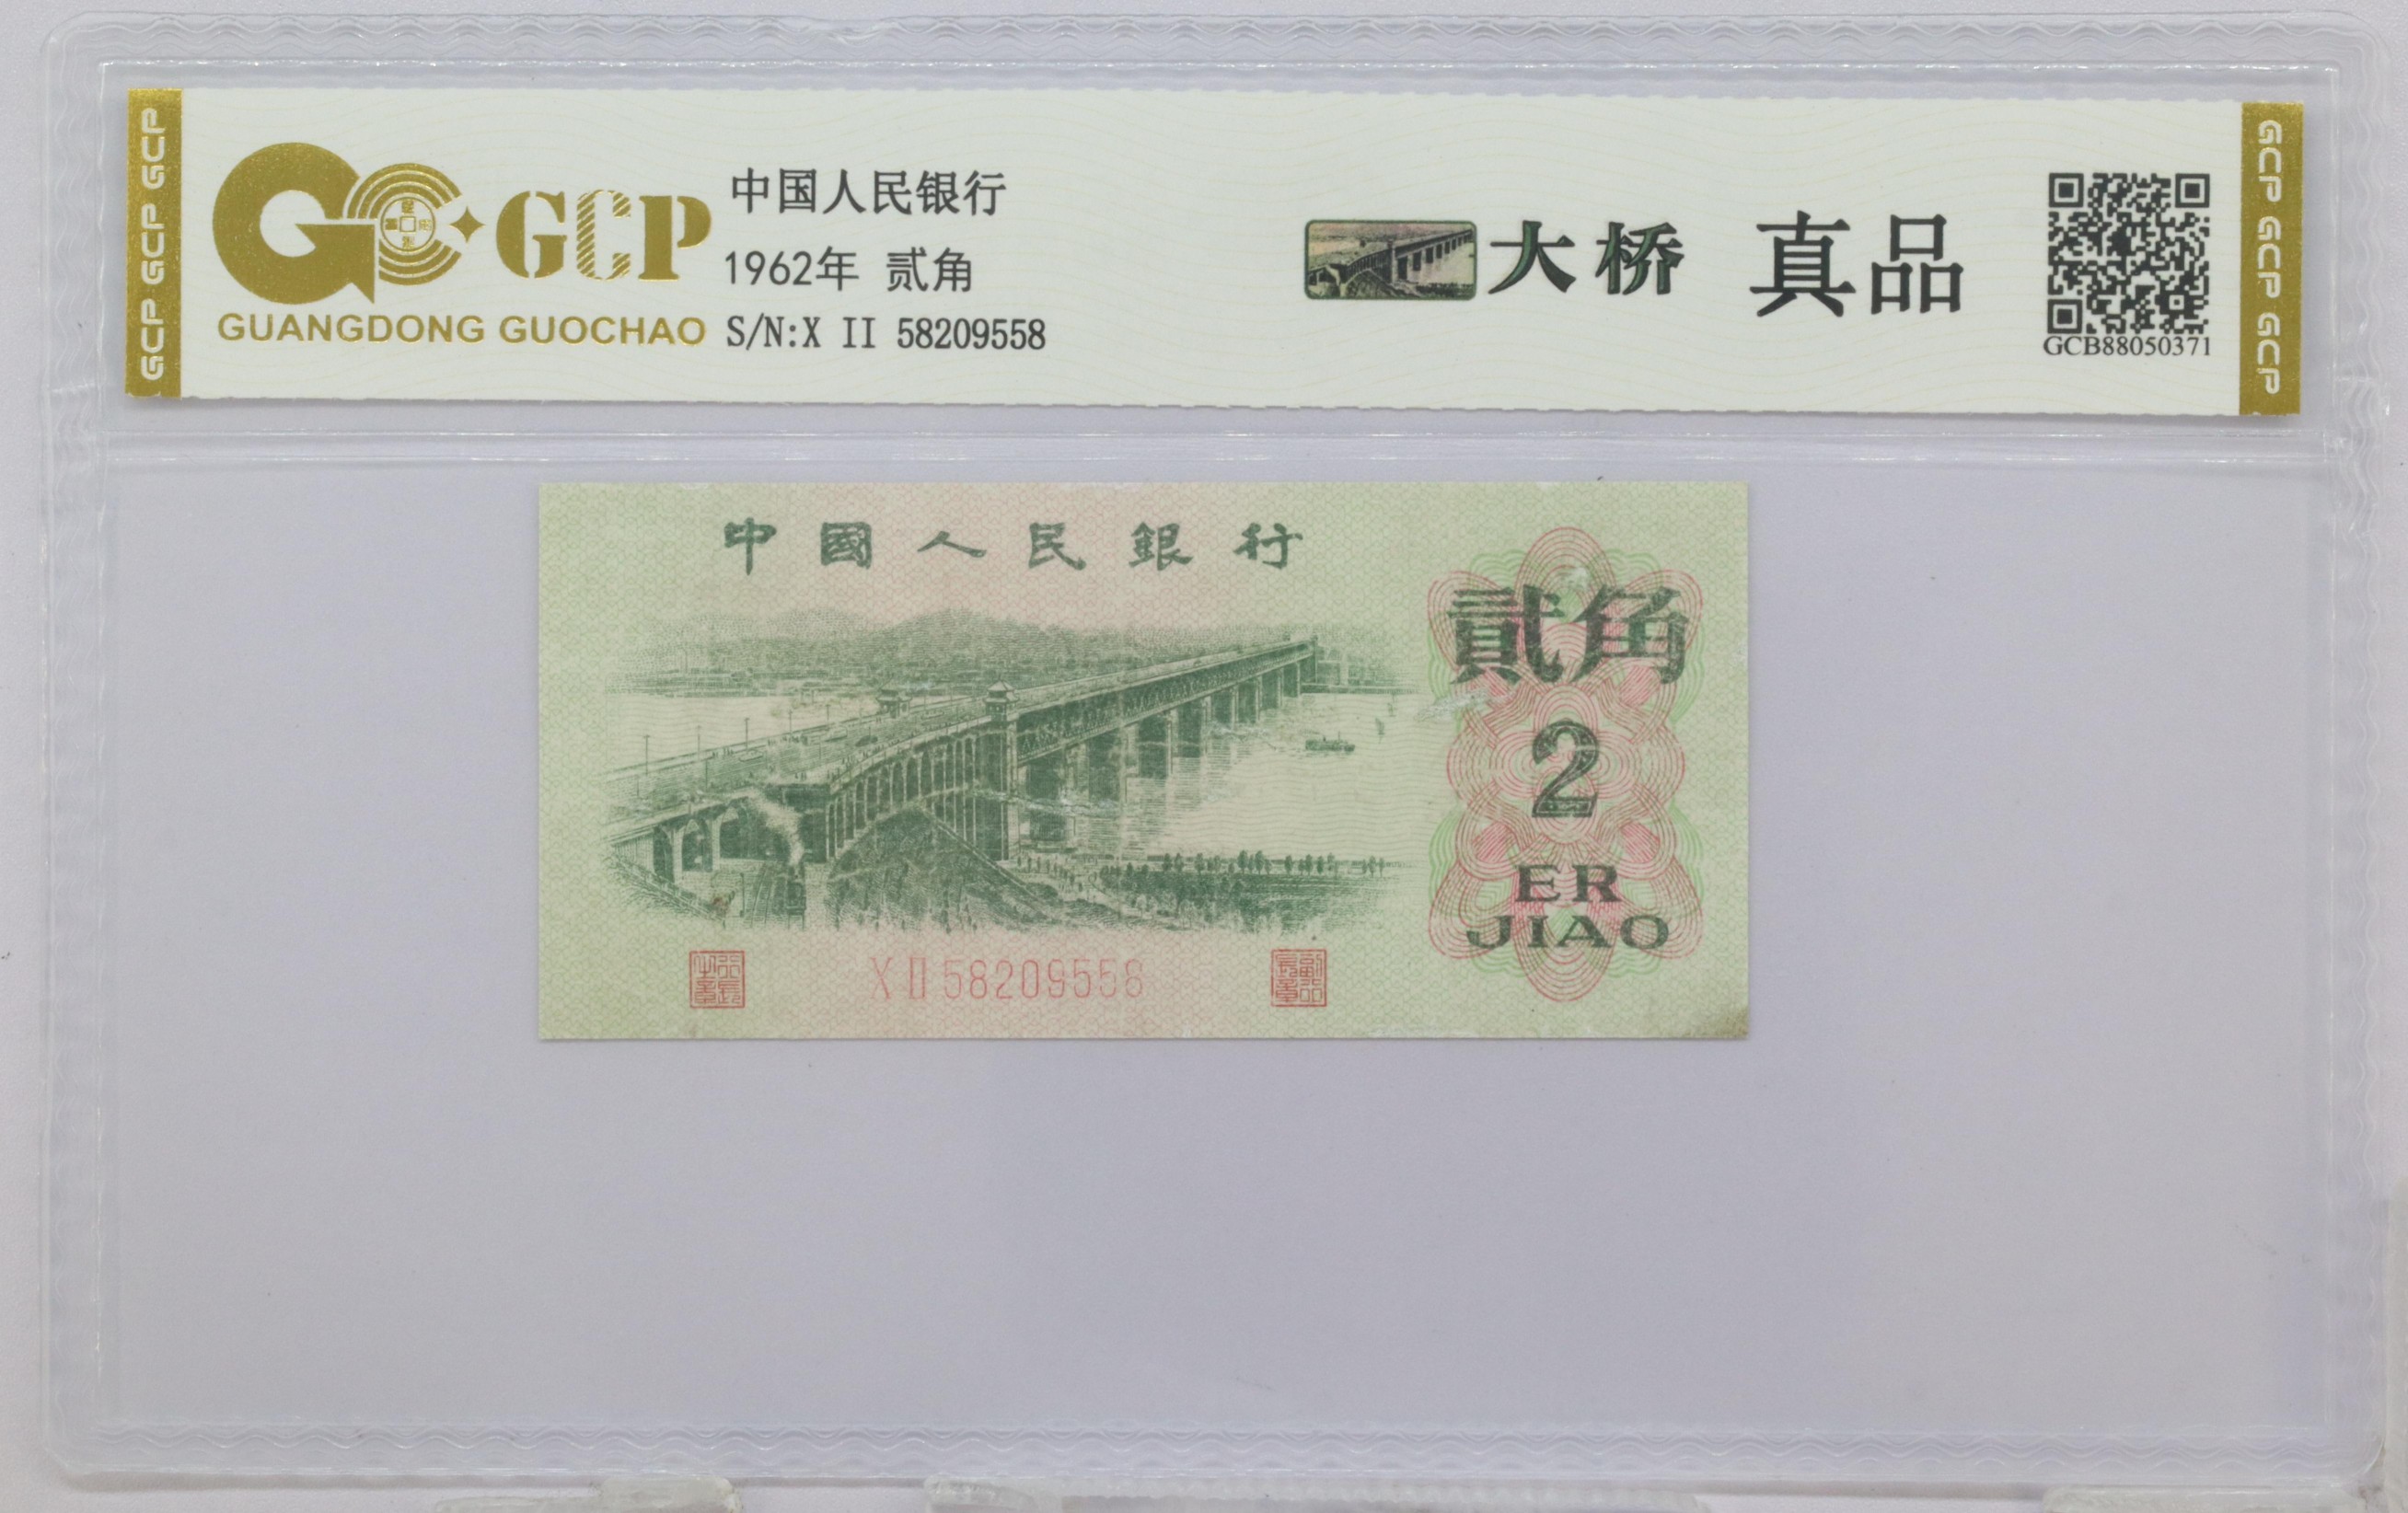 GCP GCP GCP
GCP
GUANGDONG GUOCHAO
中国人民银行
1962年 贰角
S/N:X II 58209558
大桥 真品
GCB88050371
GCP GCP GCP
中國人民銀行
貳角
2
ER
JIAO
X II 58209558